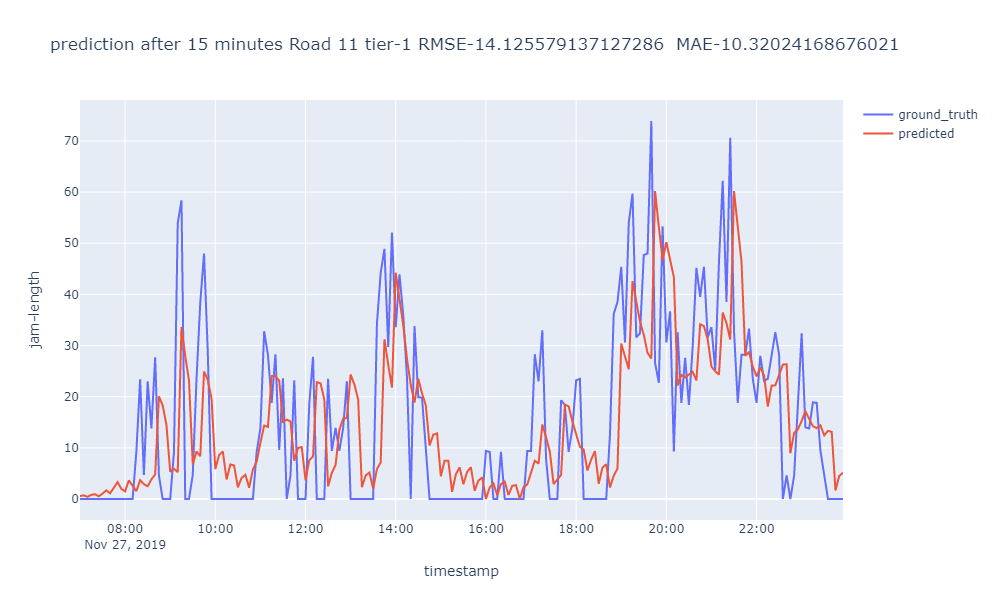 prediction after 15 minutes Road 11 tier-1 RMSE-14.125579137127286  MAE-10.32024168676021
ground_truth
predicted
70
60
50
40
30
20
10
0
jam-length
08:00 10:00 12:00 14:00 16:00 18:00 20:00 22:00
Nov 27, 2019
timestamp